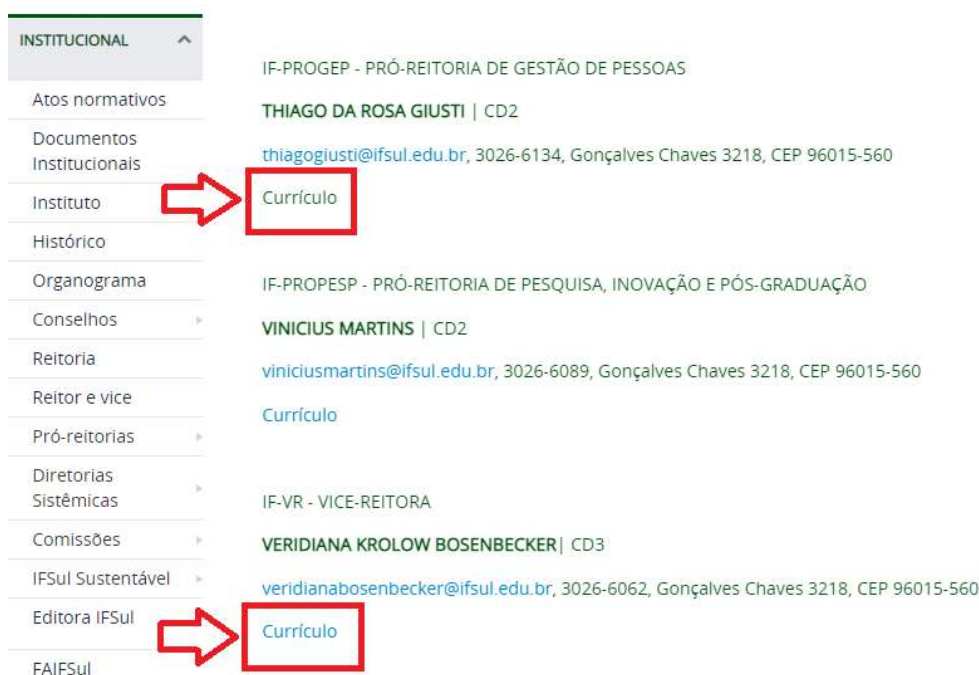 INSTITUCIONAL
Atos normativos
Documentos
Institucionais
Instituto
Histórico
Organograma
Conselhos
Reitoria
Reitor e vice
Pró-reitorias
Diretorias
Sistêmicas
Comissões
IFSul Sustentável
Editora IFSul
FAIFSul
IF-PROGEP - PRÓ-REITORIA DE GESTÃO DE PESSOAS
THIAGO DA ROSA GIUSTI | CD2
thiagogiusti@ifsul.edu.br, 3026-6134, Gonçalves Chaves 3218, CEP 96015-560
Currículo
IF-PROPESP - PRÓ-REITORIA DE PESQUISA, INOVAÇÃO E PÓS-GRADUAÇÃO
VINICIUS MARTINS | CD2
viniciusmartins@ifsul.edu.br, 3026-6089, Gonçalves Chaves 3218, CEP 96015-560
Currículo
IF-VR - VICE-REITORA
VERIDIANA KROLOW BOSENBECKER| CD3
veridianabosenbecker@ifsul.edu.br, 3026-6062, Gonçalves Chaves 3218, CEP 96015-560
Currículo